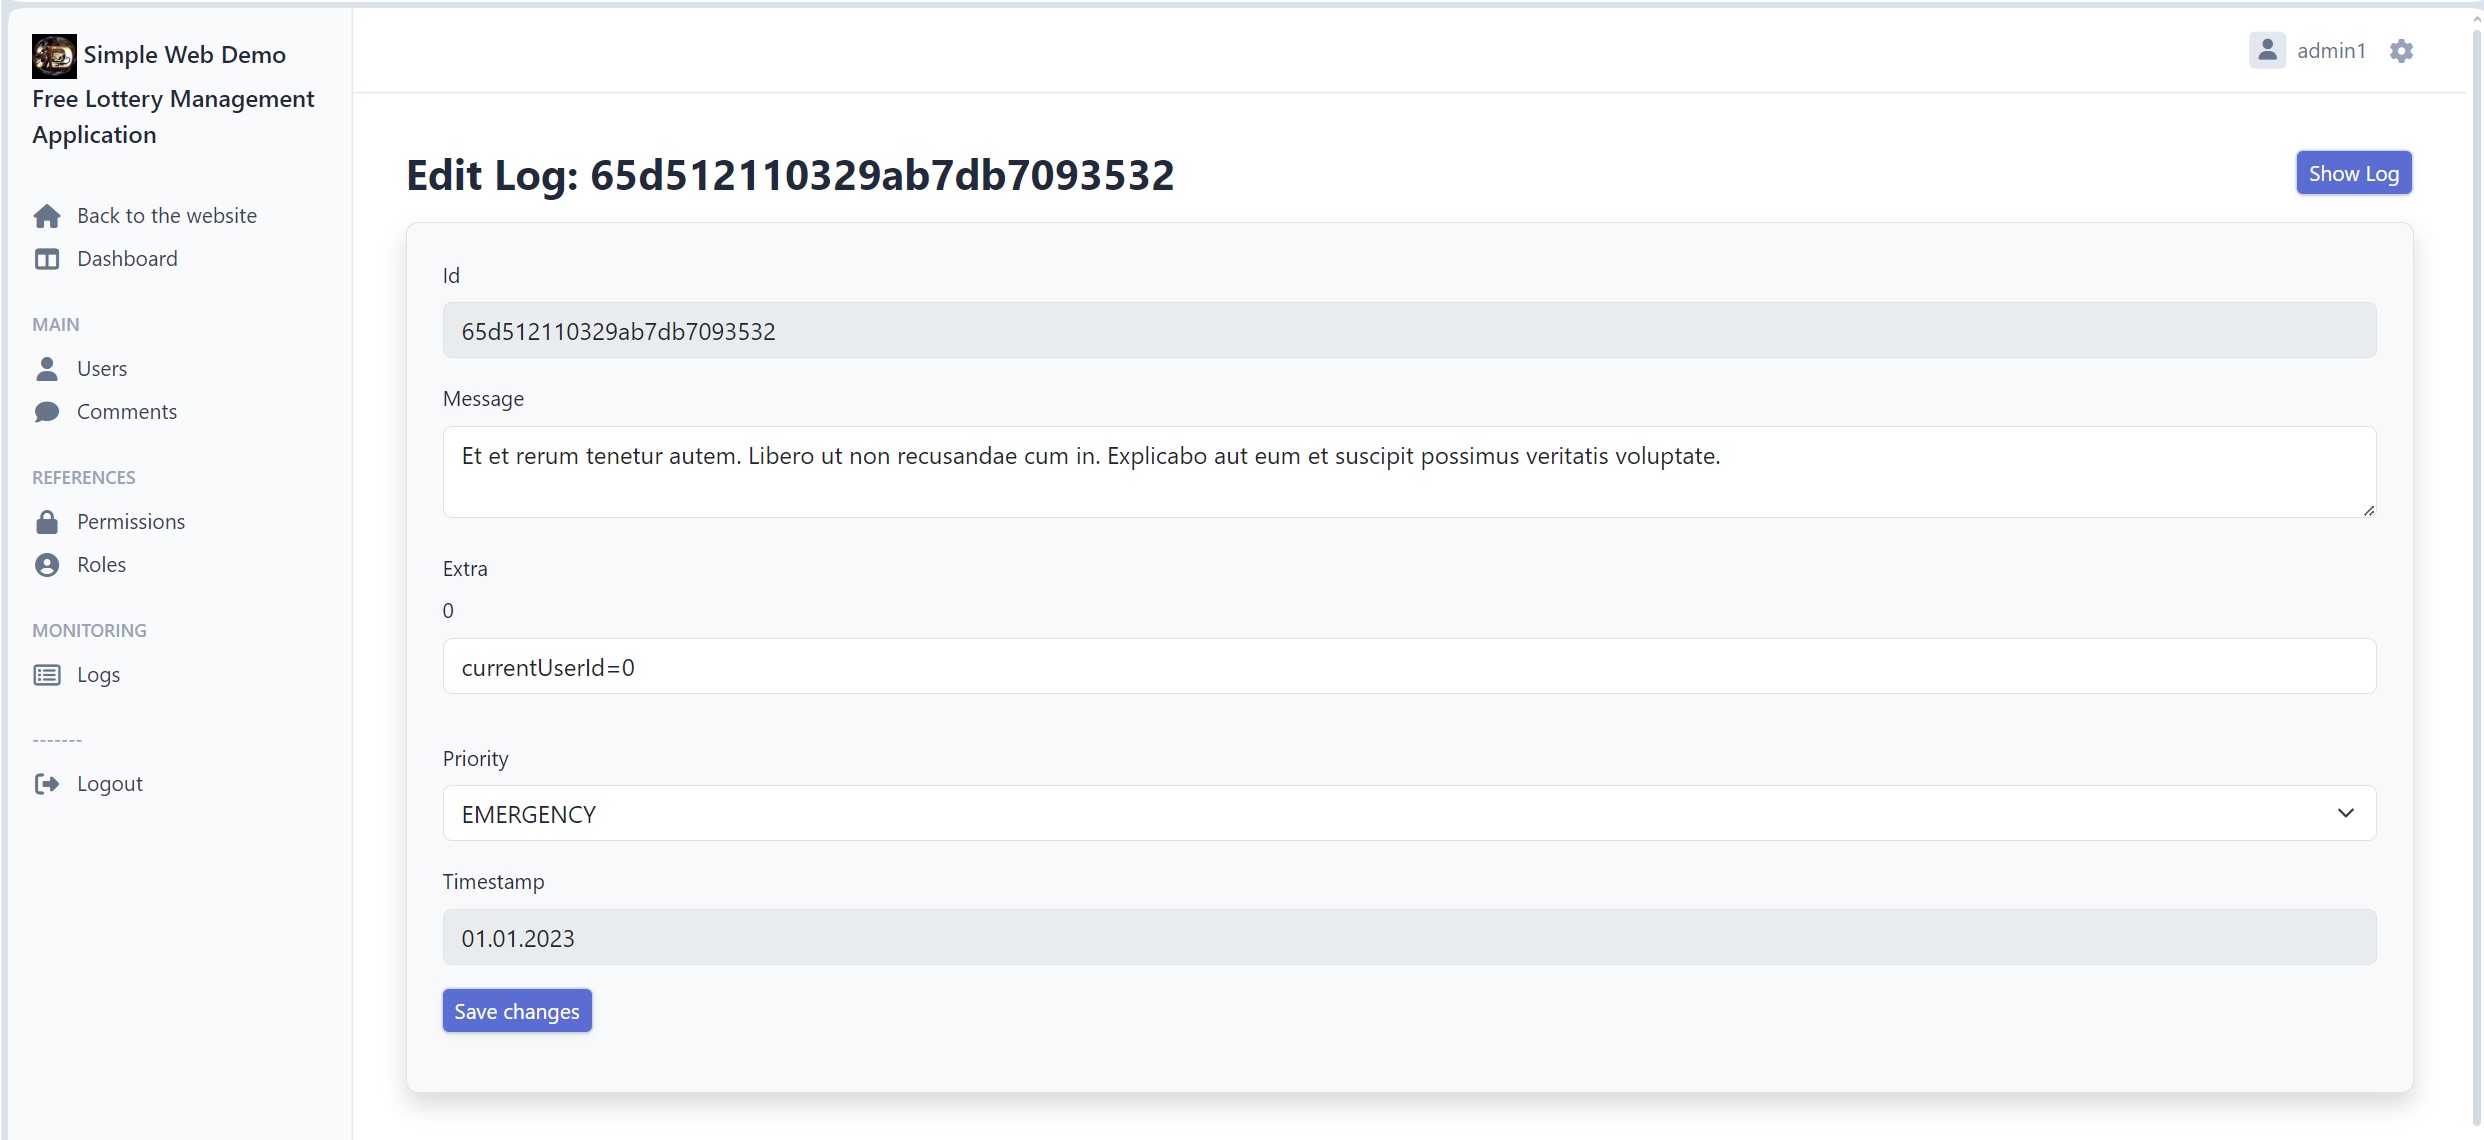 Simple Web Demo
Free Lottery Management
Application
Back to the website
Dashboard
MAIN
Users
Comments
REFERENCES
Permissions
Roles
MONITORING
Logs
-------
Logout
admin1
Edit Log: 65d512110329ab7db7093532
Show Log
Id
65d512110329ab7db7093532
Message
Et et rerum tenetur autem. Libero ut non recusandae cum in. Explicabo aut eum et suscipit possimus veritatis voluptate.
Extra
0
currentUserId=0
Priority
EMERGENCY
Timestamp
01.01.2023
Save changes